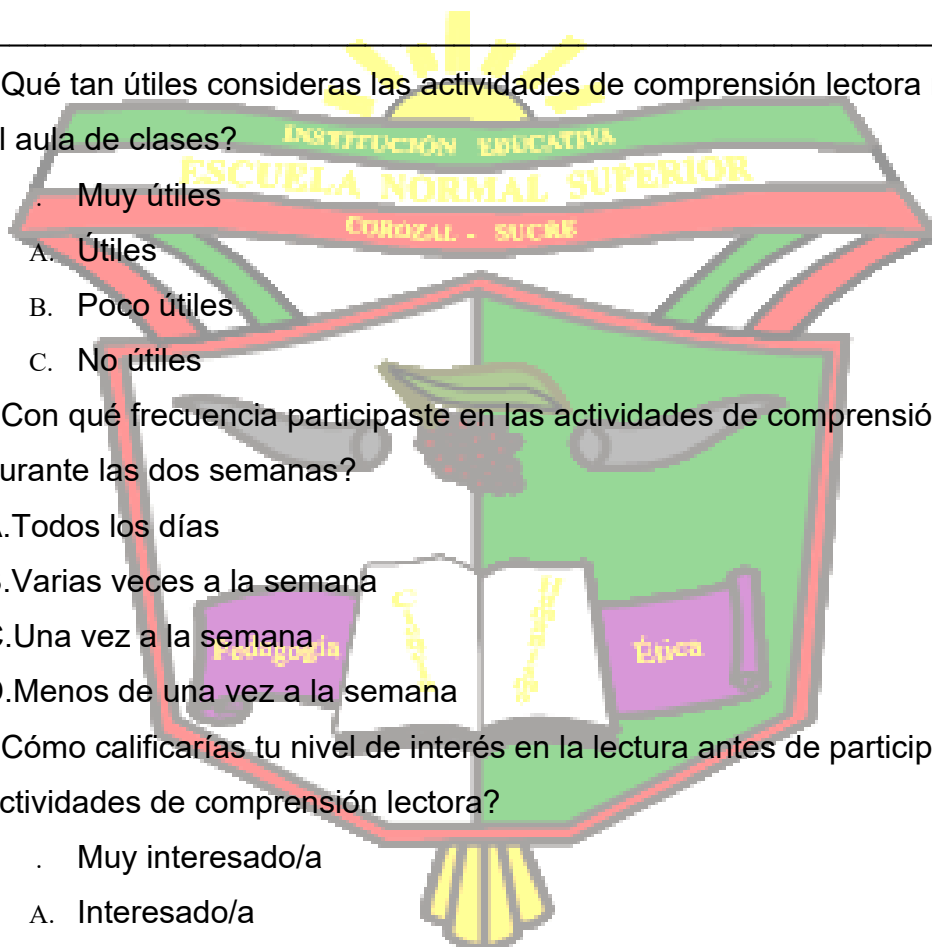 Qué tan útiles consideras las actividades de comprensión lectora
l aula de clases?
INSTITUCIÓN EDUCATIVA
ESCUELA NORMAL SUPERIOR
. Muy útiles
COROZAL - SUCRE
A. Útiles
B. Poco útiles
C. No útiles
Con qué frecuencia participaste en las actividades de comprensió
urante las dos semanas?
.Todos los días
.Varias veces a la semana
.Una vez a la semana
Pedagogía
Ética
.Menos de una vez a la semana
Cómo calificarías tu nivel de interés en la lectura antes de particip
ctividades de comprensión lectora?
. Muy interesado/a
A. Interesado/a